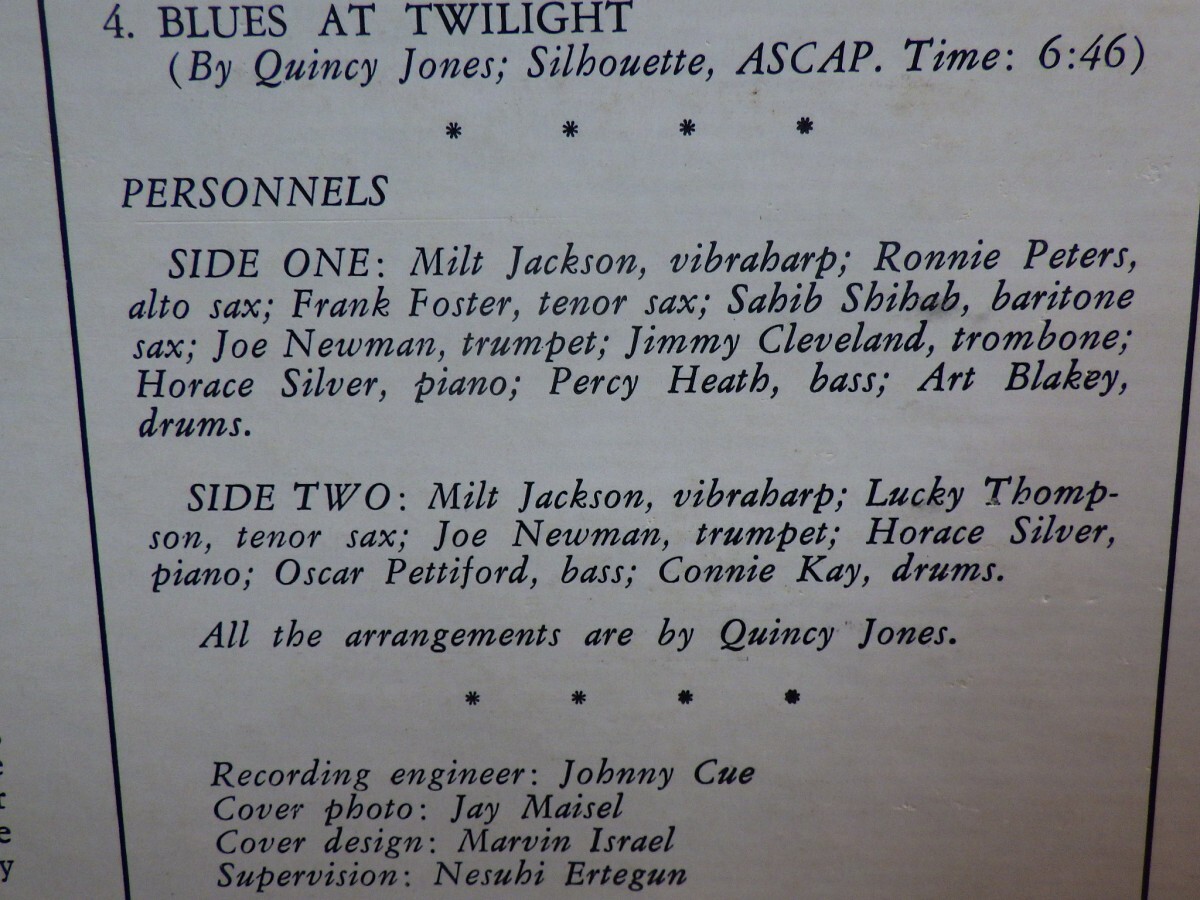 4. BLUES AT TWILIGHT
(By Quincy Jones; Silhouette, ASCAP. Time: 6:46)
* * * *
PERSONNELS
SIDE ONE: Milt Jackson, vibraharp; Ronnie Peters,
alto sax; Frank Foster, tenor sax; Sahib Shihab, baritone
sax; Joe Newman, trumpet; Jimmy Cleveland, trombone;
Horace Silver, piano; Percy Heath, bass; Art Blakey,
drums.
SIDE TWO: Milt Jackson, vibraharp; Lucky Thomp-
son, tenor sax; Joe Newman, trumpet; Horace Silver,
piano; Oscar Pettiford, bass; Connie Kay, drums.
All the arrangements are by Quincy Jones.
* * * *
Recording engineer: Johnny Cue
Cover photo: Jay Maisel
Cover design: Marvin Israel
Supervision: Nesuhi Ertegun